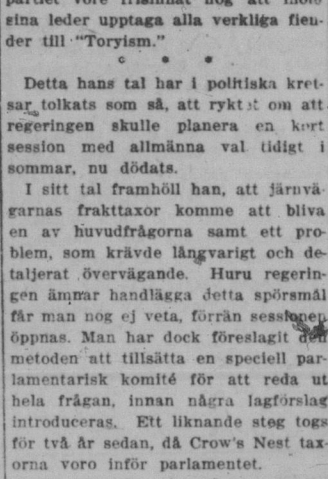 partiet vore frisinnat nog att inom
sina leder upptaga alla verkliga fien-
der till "Toryism."
Detta hans tal har i politiska kret-
sar tolkats som så, att ryktet om att
regeringen skulle planera en kort
session med allmänna val tidigt i
sommar, nu dödats.
I sitt tal framhöll han, att järnvä-
garnas frakttaxor komme att bliva
en av huvudfrågorna samt ett pro-
blem, som krävde långvarigt och de-
taljerat övervägande. Huru regerin-
gen ämnar handlägga detta spörsmål
får man nog ej veta, förrän sessionen
öppnas. Man har dock föreslagit den
metoden att tillsätta en speciell par-
lamentarisk komité för att reda ut
hela frågan, innan några lagförslag
introduceras. Ett liknande steg togs
för två år sedan, då Crow's Nest tax-
orna voro inför parlamentet.